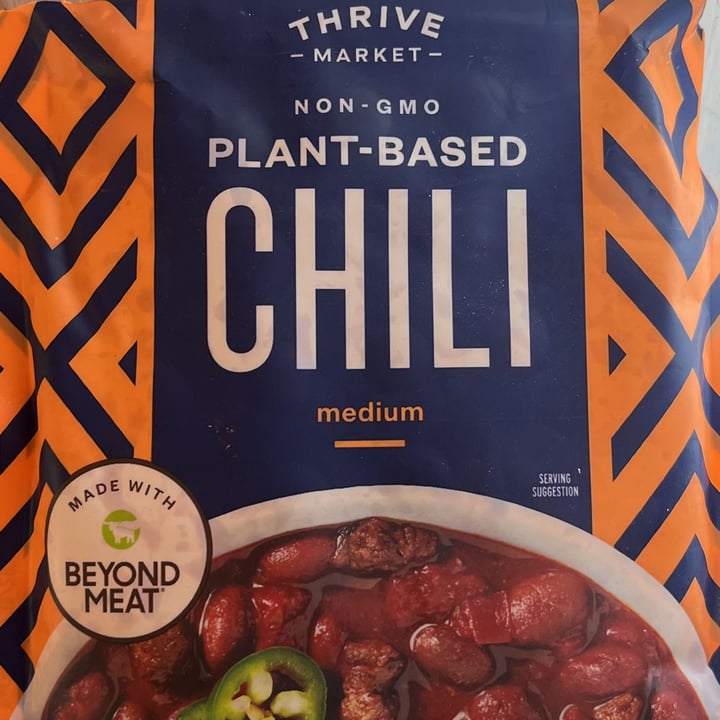 THRIVE
– MARKET –
NON-GMO
PLANT-BASED
CHILI
medium
SERVING
SUGGESTION
MADE WITH
BEYOND
MEAT®